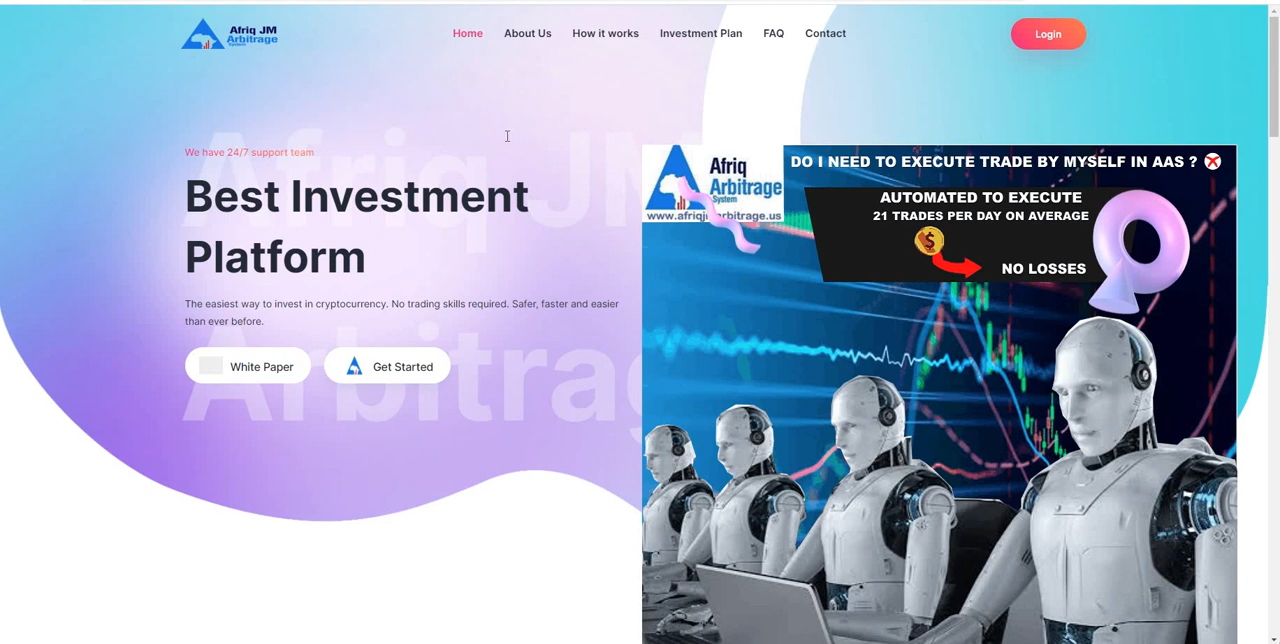 Afriq JM
Arbitrage
System
Home
About Us
How it works
Investment Plan
FAQ
Contact
Login
Afriq JM
Arbitrag
We have 24/7 support team
Best Investment
Platform
The easiest way to invest in cryptocurrency. No trading skills required. Safer, faster and easier
than ever before.
White Paper
Get Started
Afriq
Arbitrage
System
DO I NEED TO EXECUTE TRADE BY MYSELF IN AAS ?
AUTOMATED TO EXECUTE
21 TRADES PER DAY ON AVERAGE
$
NO LOSSES